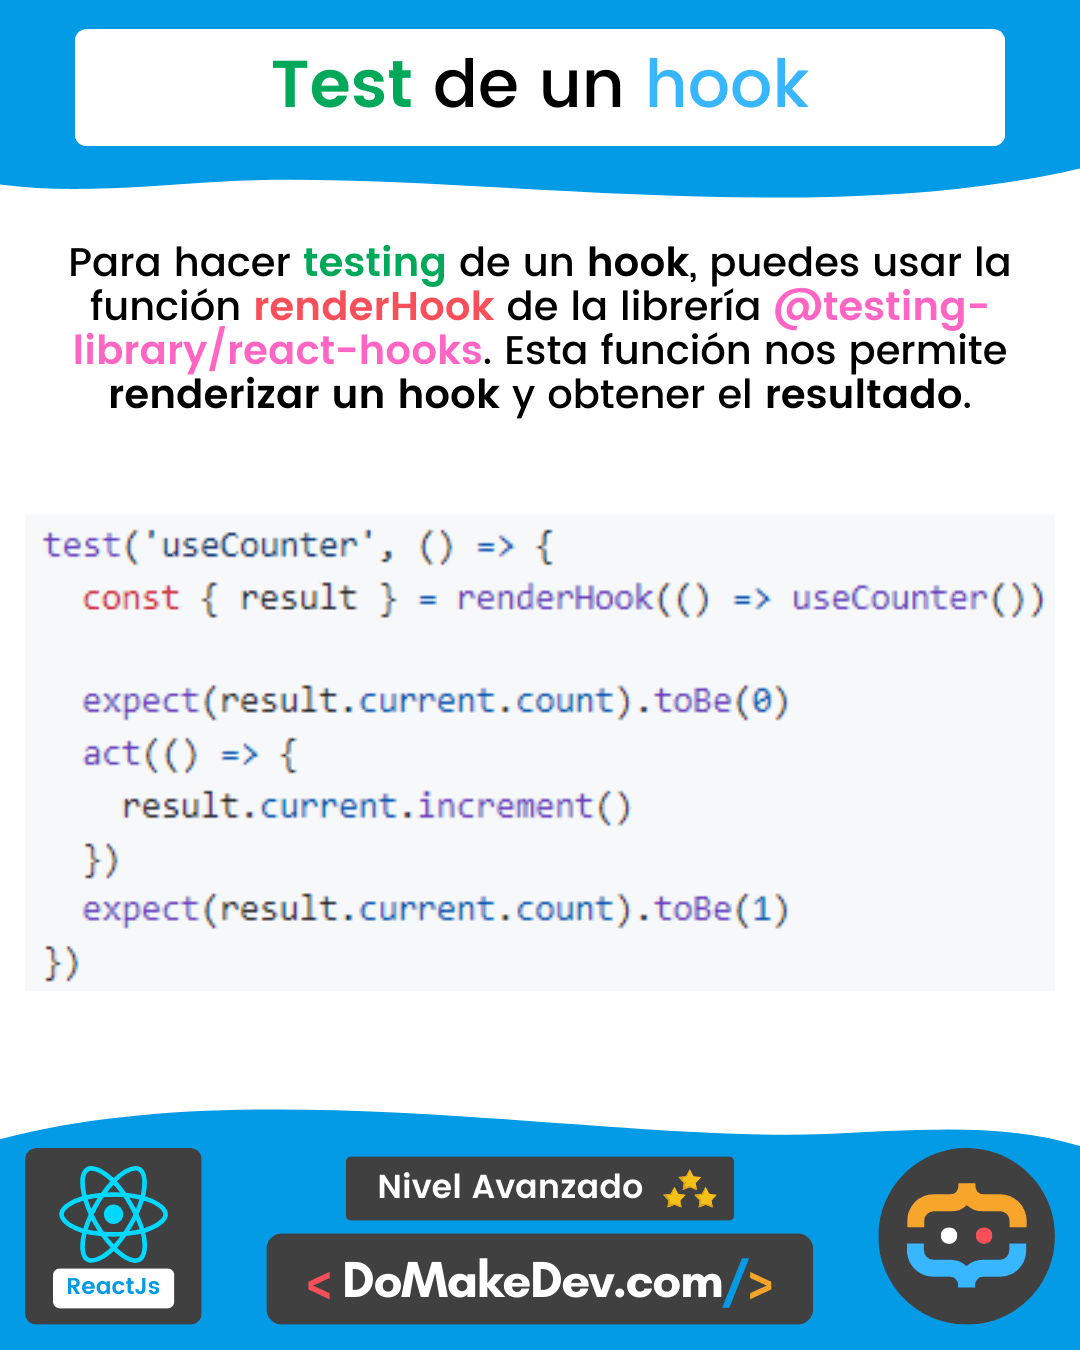 Test de un hook
Para hacer testing de un hook, puedes usar la
función renderHook de la librería @testing-
library/react-hooks. Esta función nos permite
renderizar un hook y obtener el resultado.
test('useCounter', () => {
  const { result } = renderHook(() => useCounter())
  expect(result.current.count).toBe(0)
  act(() => {
    result.current.increment()
  })
  expect(result.current.count).toBe(1)
})
ReactJs
Nivel Avanzado
< DoMakeDev.com/>